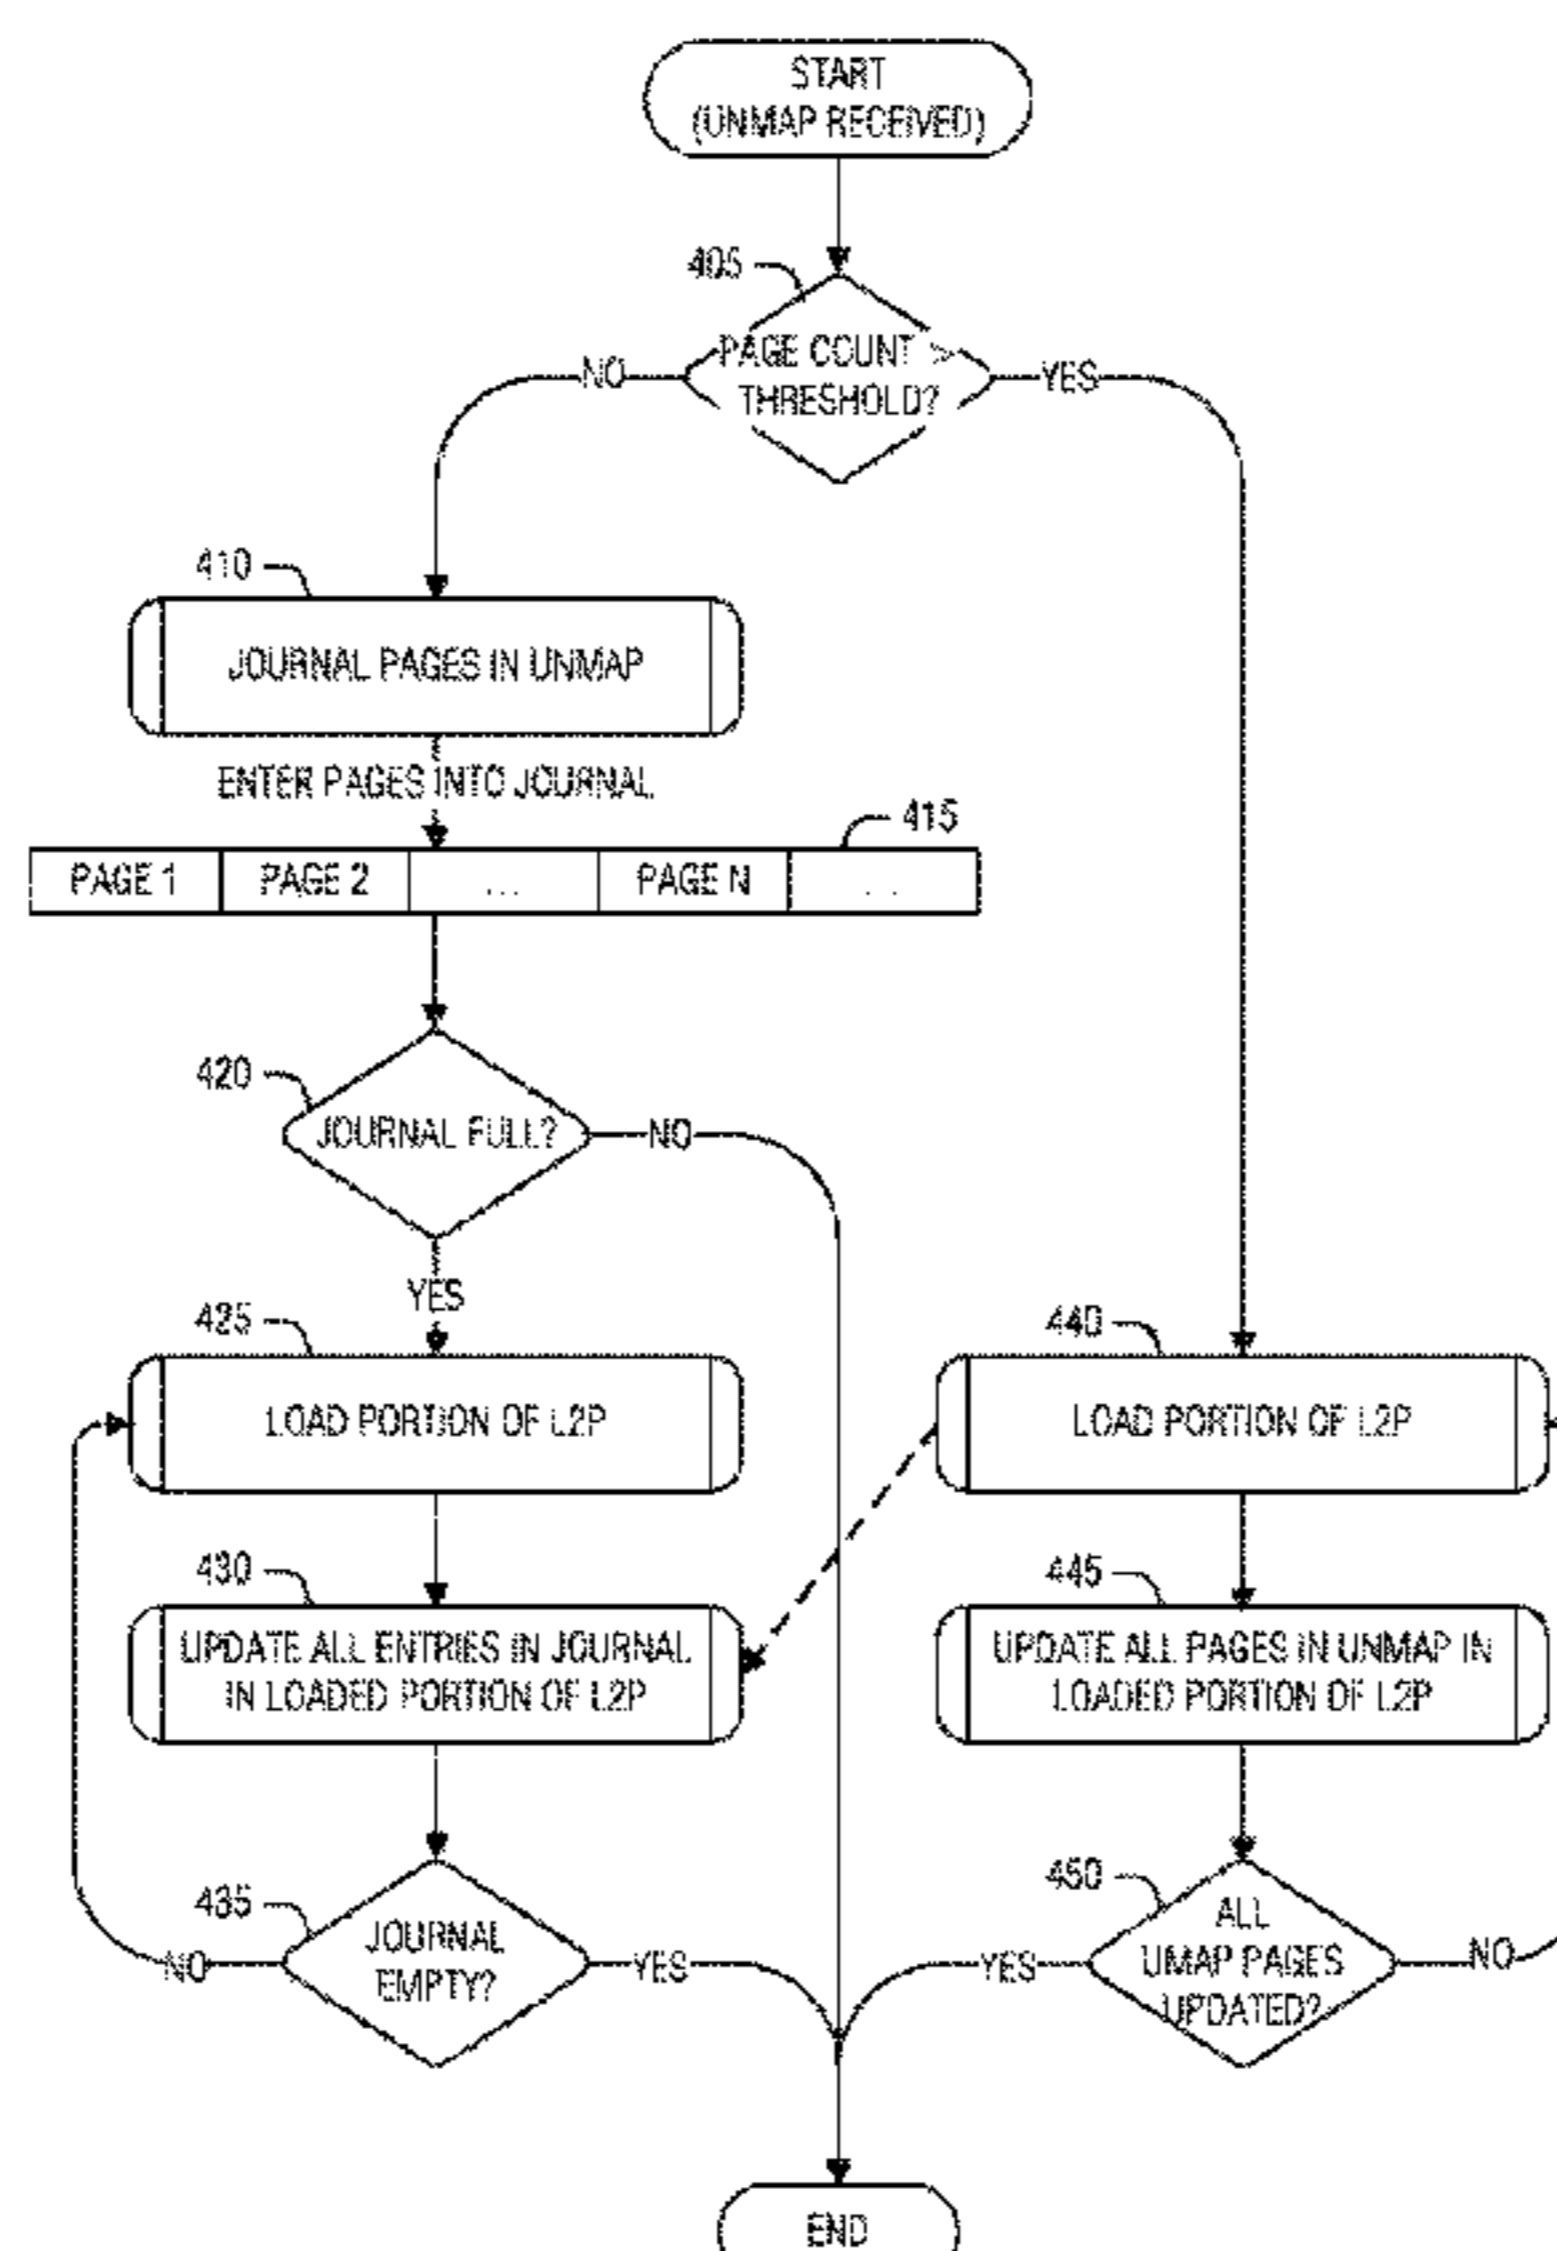 START
(UNMAP RECEIVED)
405
PAGE COUNT >
THRESHOLD?
NO
YES
410
JOURNAL PAGES IN UNMAP
ENTER PAGES INTO JOURNAL
415
PAGE 1 PAGE 2 ... PAGE N . .
420
JOURNAL FULL?
NO
YES
425
LOAD PORTION OF L2P
440
LOAD PORTION OF L2P
430
UPDATE ALL ENTRIES IN JOURNAL
IN LOADED PORTION OF L2P
445
UPDATE ALL PAGES IN UNMAP IN
LOADED PORTION OF L2P
435
JOURNAL
EMPTY?
NO
YES
450
ALL
UMAP PAGES
UPDATED?
YES
NO
END